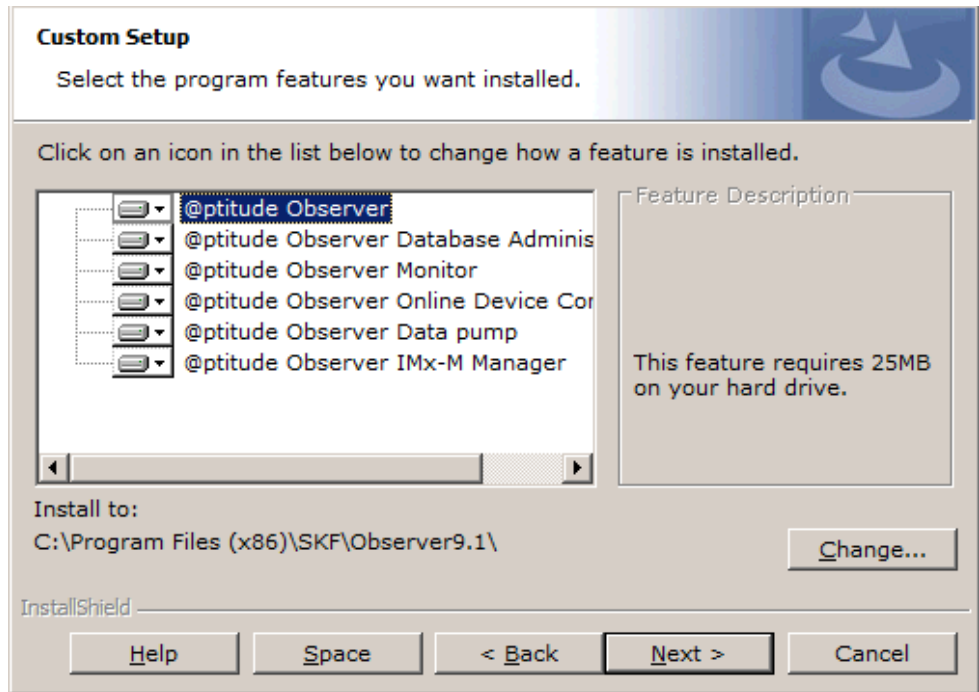 Custom Setup
Select the program features you want installed.
Click on an icon in the list below to change how a feature is installed.
@ptitude Observer
@ptitude Observer Database Adminis
@ptitude Observer Monitor
@ptitude Observer Online Device Cor
@ptitude Observer Data pump
@ptitude Observer IMx-M Manager
Feature Description
This feature requires 25MB
on your hard drive.
Install to:
C:\Program Files (x86)\SKF\Observer9.1\
Change...
InstallShield
Help
Space
< Back
Next >
Cancel